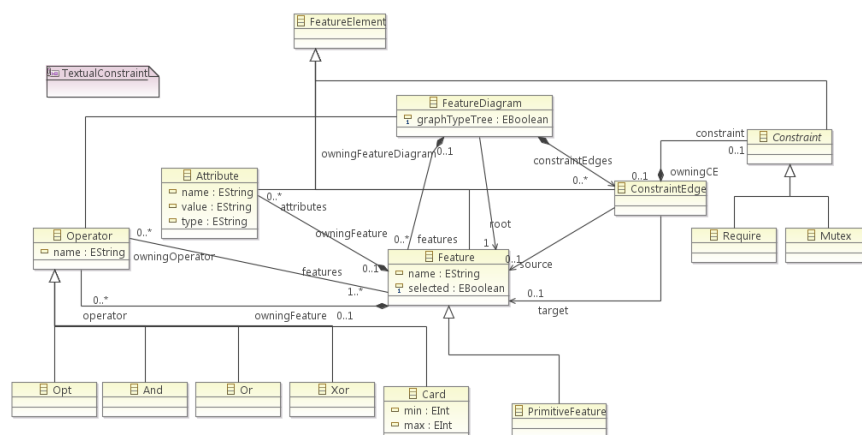 FeatureElement
TextualConstraint
FeatureDiagram
graphTypeTree : EBoolean
constraint
Constraint
0..1
owningFeatureDiagram
0..1
constraintEdges
0..1
owningCE
Attribute
name : EString
value : EString
type : EString
0..*
attributes
0..*
ConstraintEdge
root
Operator
name : EString
0..*
owningOperator
owningFeature
0..*
features
1
Require
Mutex
Feature
name : EString
selected : EBoolean
0..1
0..1
source
features
1..*
0..*
operator
owningFeature
0..1
0..1
target
Opt
And
Or
Xor
Card
min : EInt
max : EInt
PrimitiveFeature